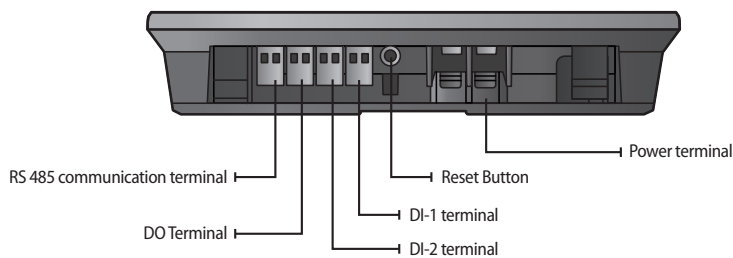 Power terminal
RS 485 communication terminal
Reset Button
DI-1 terminal
DO Terminal
DI-2 terminal